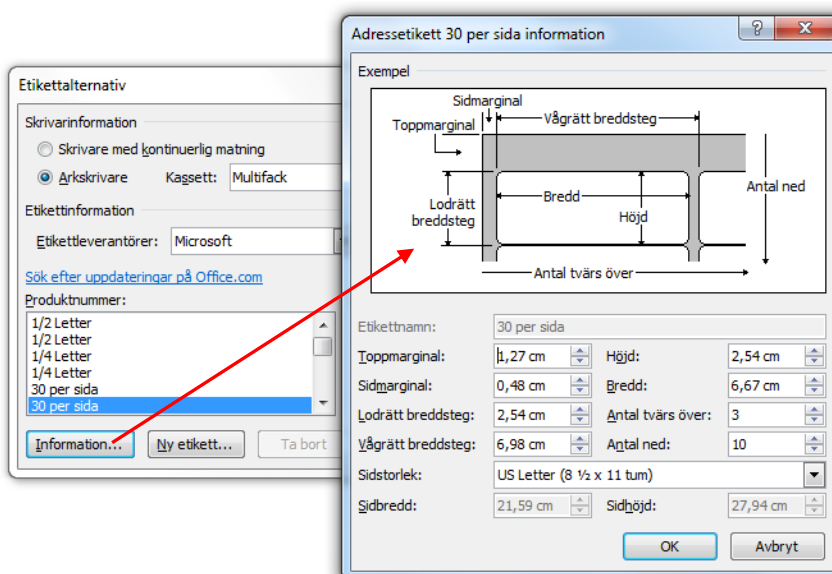 Etikettalternativ
Skrivarinformation
Skrivare med kontinuerlig matning
Arkskrivare Kassett: Multifack
Etikettinformation
Etikettleverantörer: Microsoft
Sök efter uppdateringar på Office.com
Produktnummer:
1/2 Letter
1/2 Letter
1/4 Letter
1/4 Letter
30 per sida
30 per sida
Information... Ny etikett... Ta bort
Adressetikett 30 per sida information
Exempel
Sidmarginal
Toppmarginal
Vågrätt breddsteg
Antal ned
Bredd
Lodrätt
breddsteg
Höjd
Antal tvärs över
Etikettnamn: 30 per sida
Toppmarginal: 1,27 cm Höjd: 2,54 cm
Sidmarginal: 0,48 cm Bredd: 6,67 cm
Lodrätt breddsteg: 2,54 cm Antal tvärs över: 3
Vågrätt breddsteg: 6,98 cm Antal ned: 10
Sidstorlek: US Letter (8 ½ x 11 tum)
Sidbredd: 21,59 cm Sidhöjd: 27,94 cm
OK Avbryt